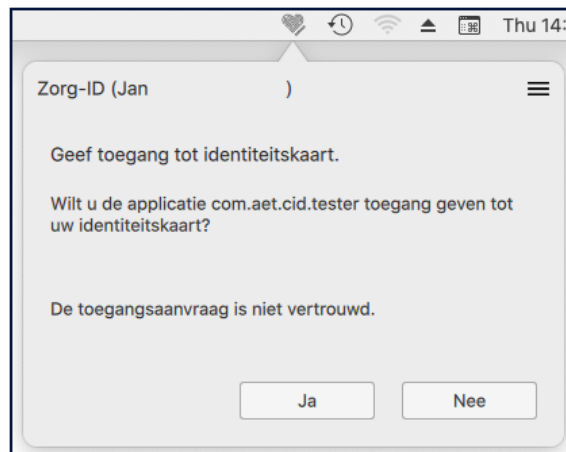 Thu 14:
Zorg-ID (Jan )
Geef toegang tot identiteitskaart.
Wilt u de applicatie com.aet.cid.tester toegang geven tot
uw identiteitskaart?
De toegangsaanvraag is niet vertrouwd.
Ja Nee